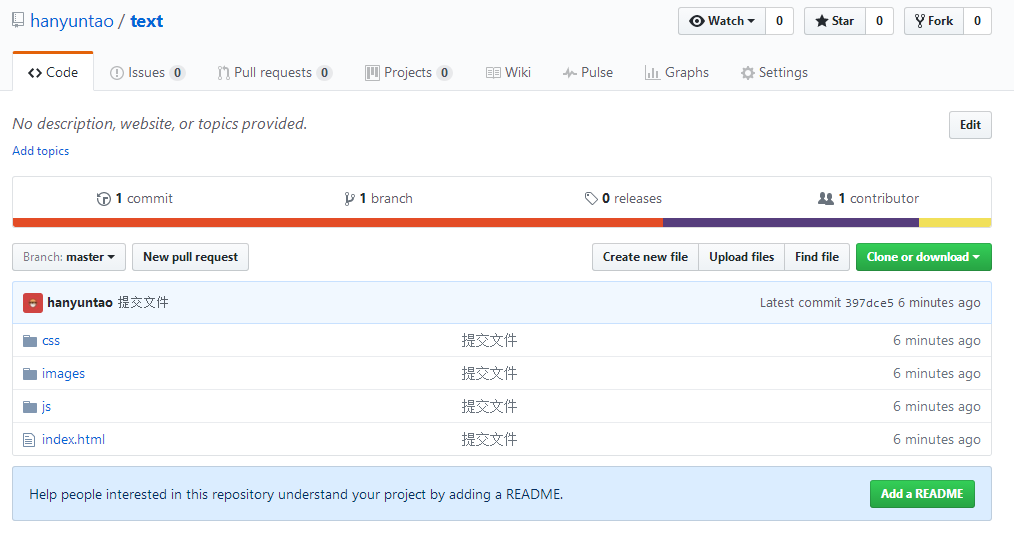 hanyuntao / text Watch 0 Star 0 Fork 0
Code Issues 0 Pull requests 0 Projects 0 Wiki Pulse Graphs Settings
No description, website, or topics provided. Edit
Add topics
1 commit 1 branch 0 releases 1 contributor
Branch: master New pull request Create new file Upload files Find file Clone or download
hanyuntao 提交文件 Latest commit 397dce5 6 minutes ago
css 提交文件 6 minutes ago
images 提交文件 6 minutes ago
js 提交文件 6 minutes ago
index.html 提交文件 6 minutes ago
Help people interested in this repository understand your project by adding a README. Add a README